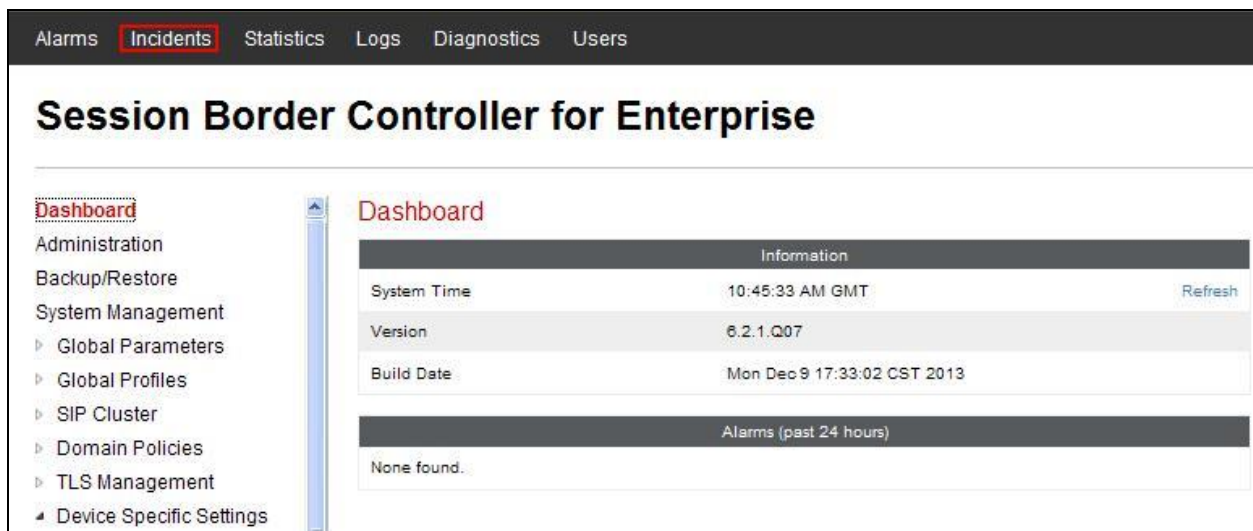 Alarms Incidents Statistics Logs Diagnostics Users
Session Border Controller for Enterprise
Dashboard
Administration
Backup/Restore
System Management
Global Parameters
Global Profiles
SIP Cluster
Domain Policies
TLS Management
Device Specific Settings
Dashboard
Information
System Time 10:45:33 AM GMT Refresh
Version 6.2.1.Q07
Build Date Mon Dec 9 17:33:02 CST 2013
Alarms (past 24 hours)
None found.